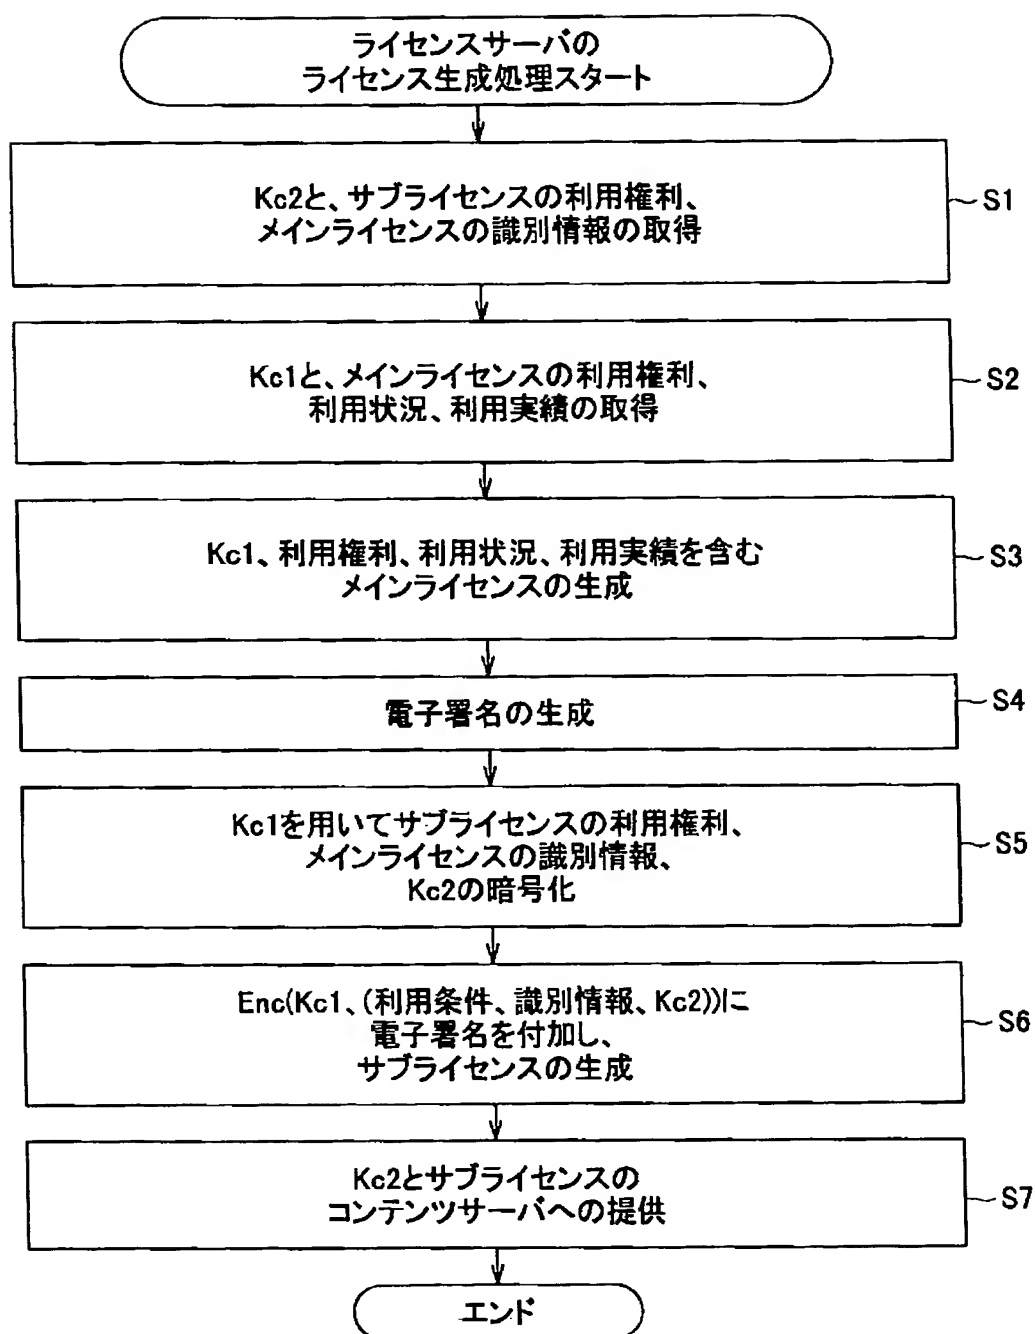 ライセンスサーバの
ライセンス生成処理スタート
Kc2と、サブライセンスの利用権利、
メインライセンスの識別情報の取得
S1
Kc1と、メインライセンスの利用権利、
利用状況、利用実績の取得
S2
Kc1、利用権利、利用状況、利用実績を含む
メインライセンスの生成
S3
電子署名の生成
S4
Kc1を用いてサブライセンスの利用権利、
メインライセンスの識別情報、
Kc2の暗号化
S5
Enc(Kc1、(利用条件、識別情報、Kc2))に
電子署名を付加し、
サブライセンスの生成
S6
Kc2とサブライセンスの
コンテンツサーバへの提供
S7
エンド